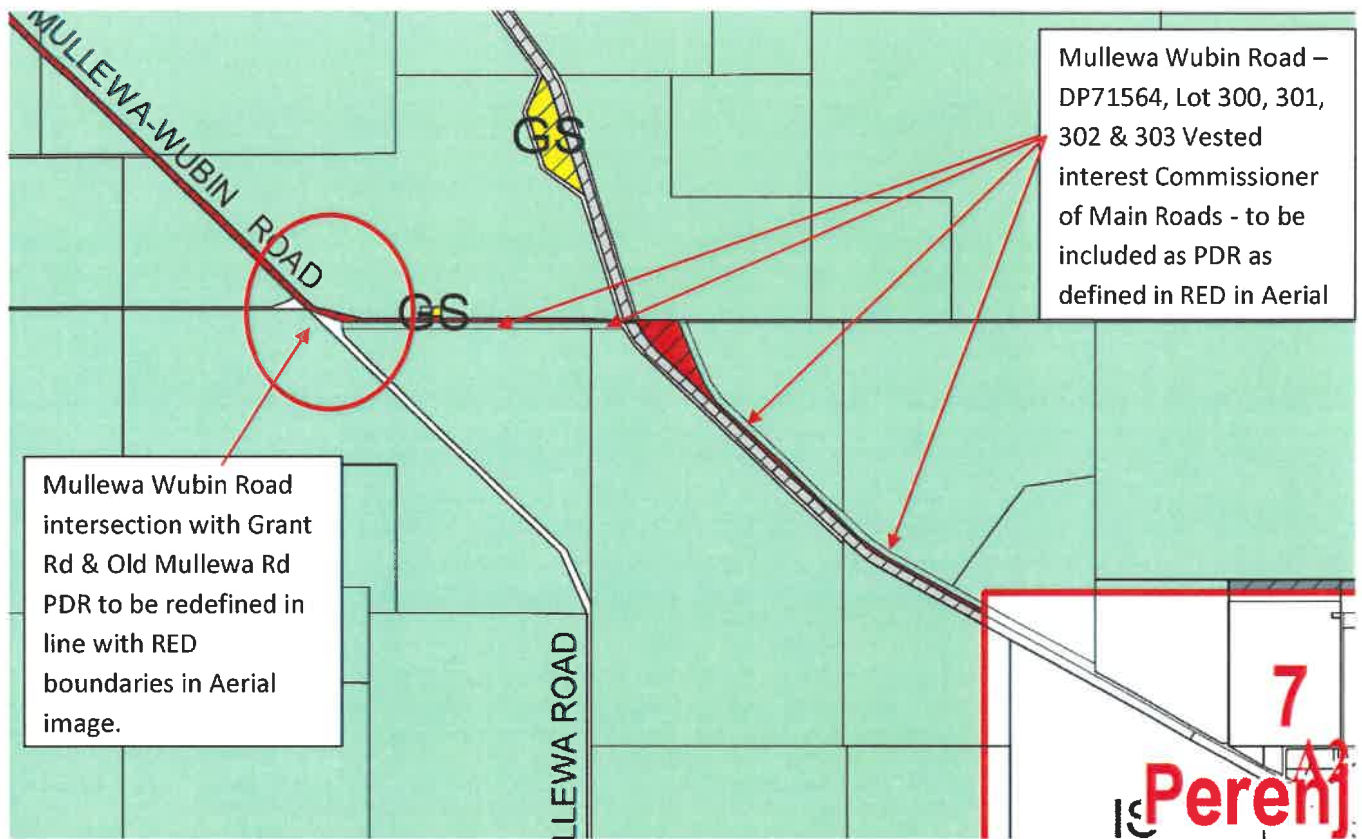 MULLEWA-WUBIN ROAD
GS
Mullewa Wubin Road –
DP71564, Lot 300, 301,
302 & 303 Vested
interest Commissioner
of Main Roads - to be
included as PDR as
defined in RED in Aerial
GS
Mullewa Wubin Road
intersection with Grant
Rd & Old Mullewa Rd
PDR to be redefined in
line with RED
boundaries in Aerial
image.
LLEWA ROAD
7
Perenj